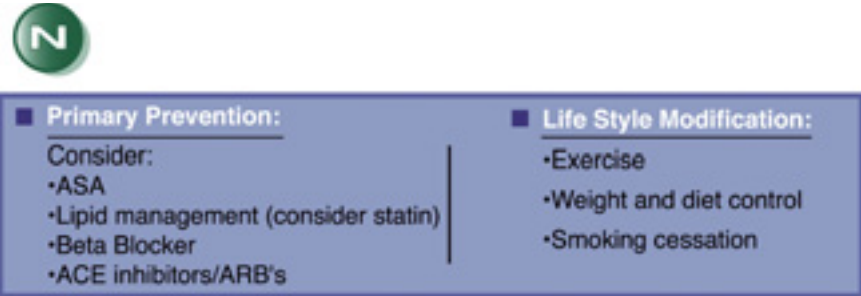 N
Primary Prevention:
Consider:
•ASA
•Lipid management (consider statin)
•Beta Blocker
•ACE inhibitors/ARB's
Life Style Modification:
•Exercise
•Weight and diet control
•Smoking cessation